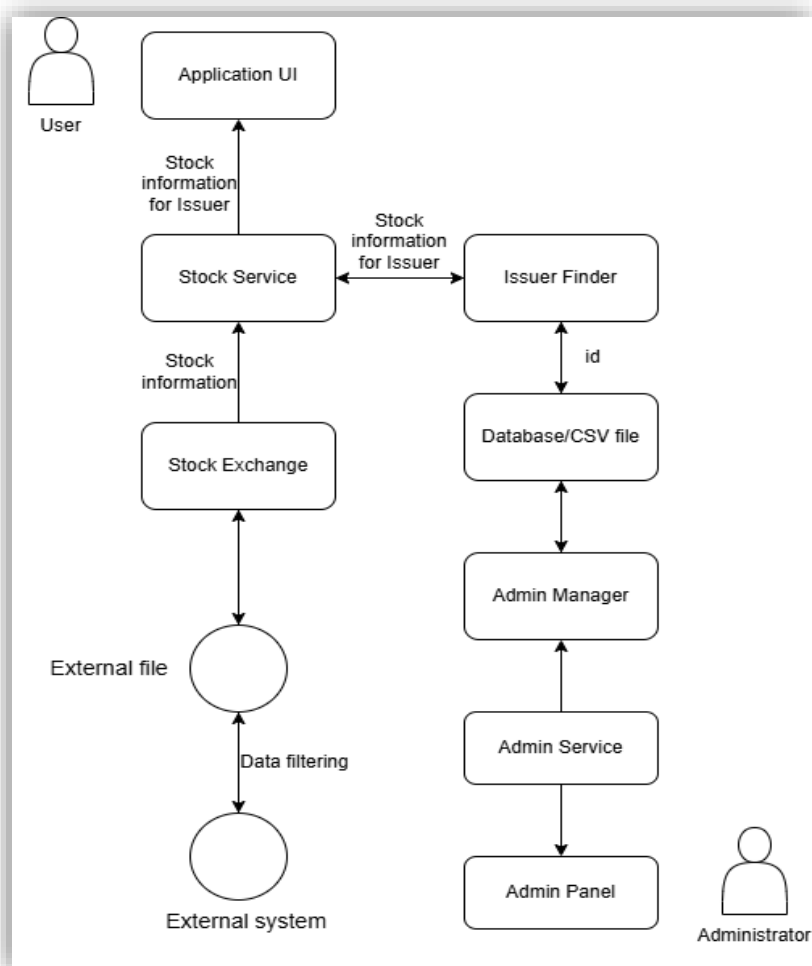 Application UI
User
Stock
information
for Issuer
Stock
information
for Issuer
Stock Service
Issuer Finder
Stock
information
id
Database/CSV file
Stock Exchange
Admin Manager
External file
Admin Service
Data filtering
Admin Panel
External system
Administrator